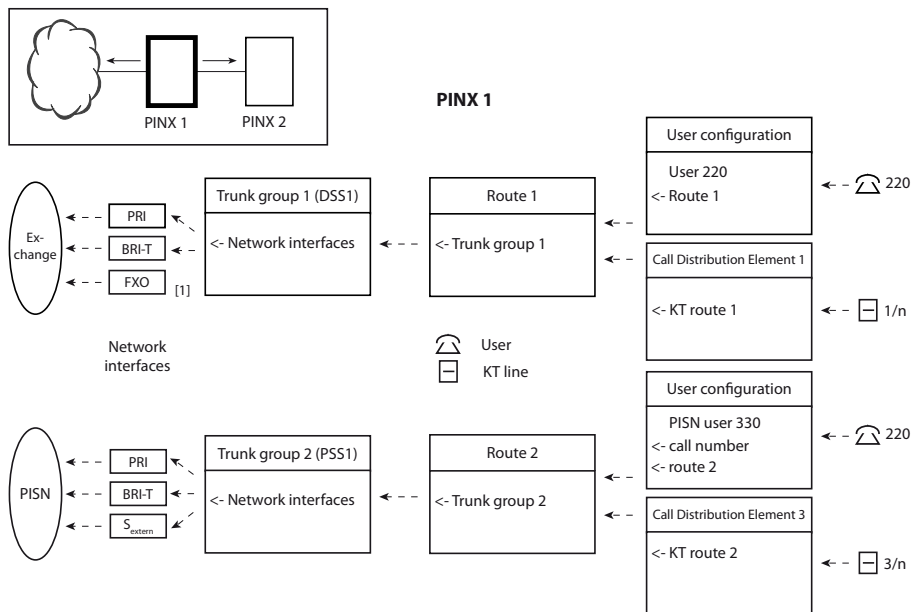 PINX 1
PINX 2
PINX 1
User configuration
User 220
<- Route 1
220
Trunk group 1 (DSS1)
<- Network interfaces
Route 1
<- Trunk group 1
Ex-
change
PRI
BRI-T
FXO
[1]
Call Distribution Element 1
<- KT route 1
1/n
Network
interfaces
User
KT line
User configuration
PISN user 330
<- call number
<- route 2
220
Trunk group 2 (PSS1)
<- Network interfaces
Route 2
<- Trunk group 2
PISN
PRI
BRI-T
Sextern
Call Distribution Element 3
<- KT route 2
3/n